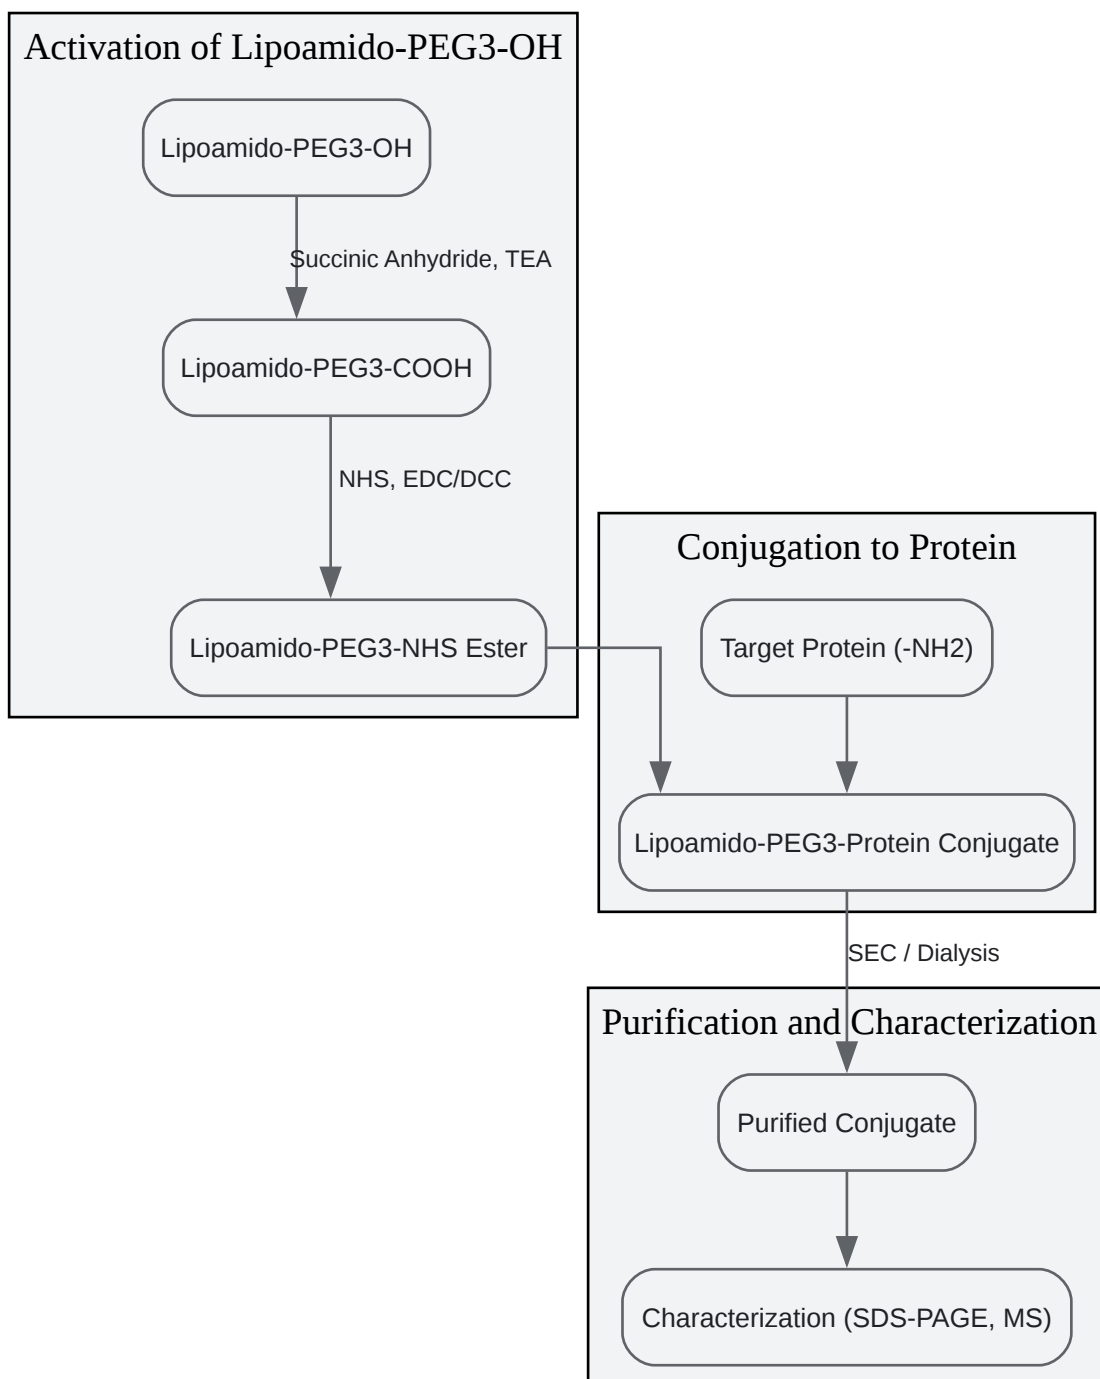 Activation of Lipoamido-PEG3-OH
Lipoamido-PEG3-OH
Succinic Anhydride, TEA
Lipoamido-PEG3-COOH
NHS, EDC/DCC
Lipoamido-PEG3-NHS Ester
Conjugation to Protein
Target Protein (-NH2)
Lipoamido-PEG3-Protein Conjugate
SEC / Dialysis
Purification and Characterization
Purified Conjugate
Characterization (SDS-PAGE, MS)